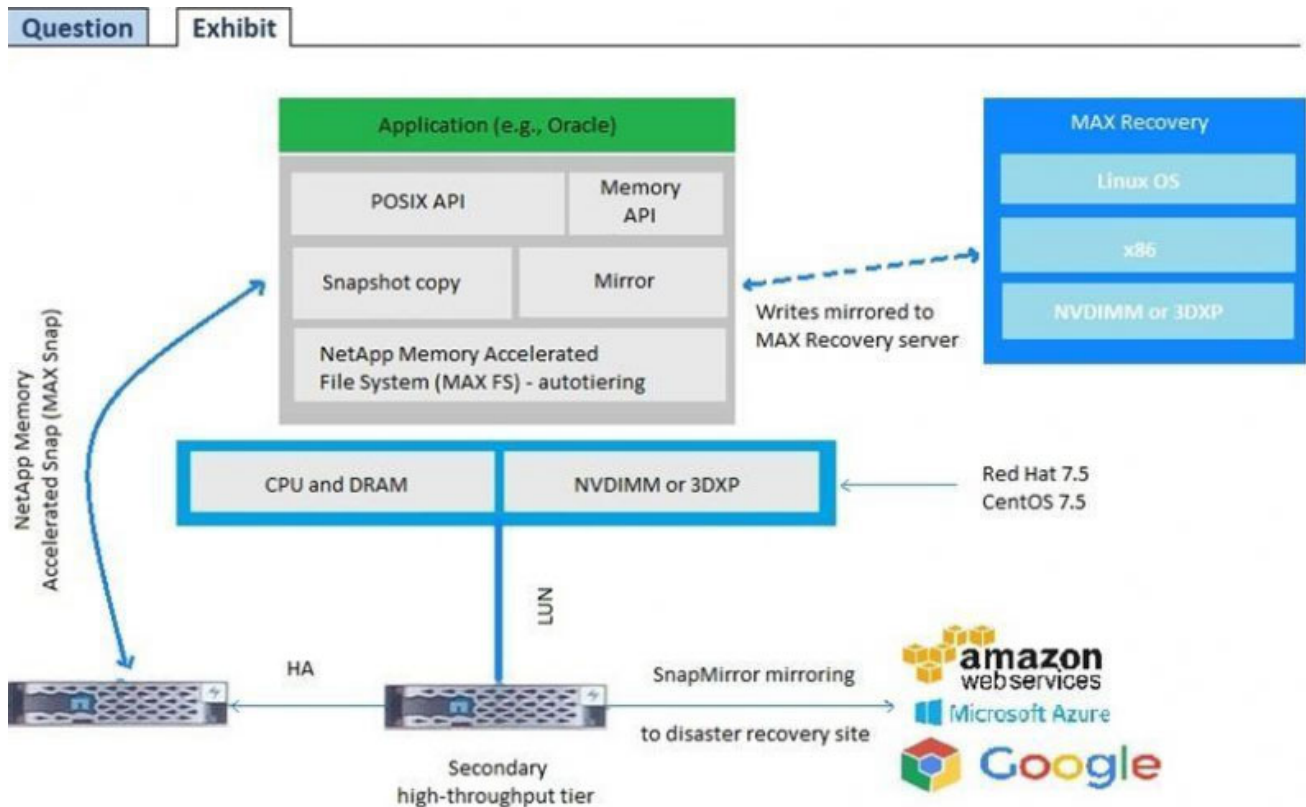 Question
Exhibit
Application (e.g., Oracle)
POSIX API
Memory
API
Snapshot copy
Mirror
NetApp Memory Accelerated
File System (MAX FS) - autotiering
MAX Recovery
Linux OS
x86
NVDIMM or 3DXP
Writes mirrored to
MAX Recovery server
NetApp Memory
Accelerated Snap (MAX Snap)
CPU and DRAM
NVDIMM or 3DXP
Red Hat 7.5
CentOS 7.5
LUN
HA
SnapMirror mirroring
to disaster recovery site
Secondary
high-throughput tier
amazon
webservices
Microsoft Azure
Google